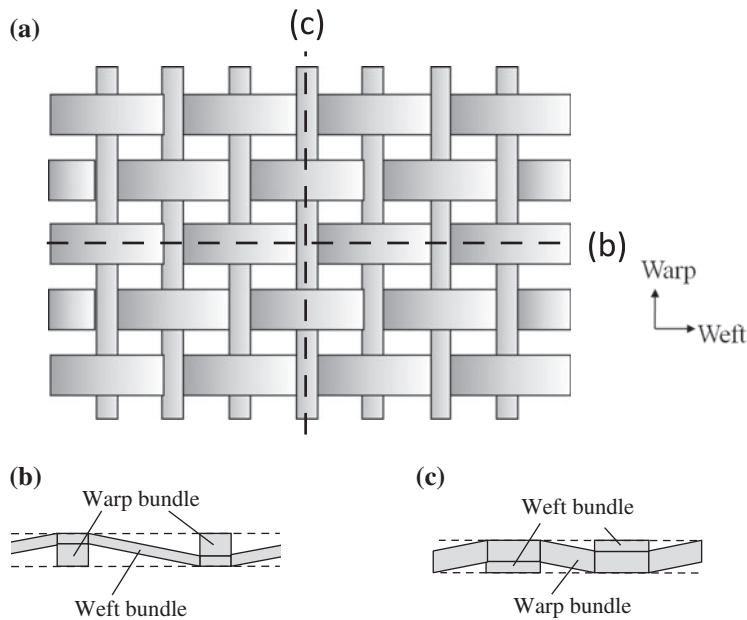 (a)
(c)
(b)
Warp
Weft
(b)
Warp bundle
Weft bundle
(c)
Weft bundle
Warp bundle